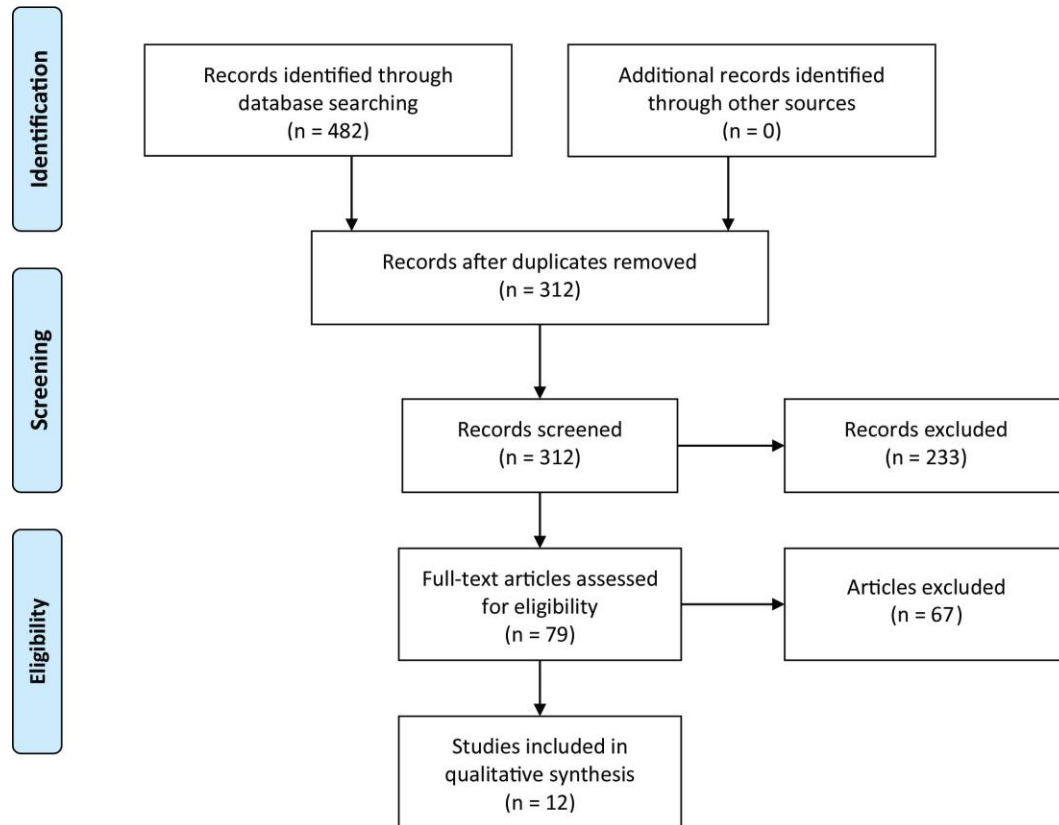 Identification
Records identified through
database searching
(n = 482)
Additional records identified
through other sources
(n = 0)
Records after duplicates removed
(n = 312)
Screening
Records screened
(n = 312)
Records excluded
(n = 233)
Eligibility
Full-text articles assessed
for eligibility
(n = 79)
Articles excluded
(n = 67)
Studies included in
qualitative synthesis
(n = 12)